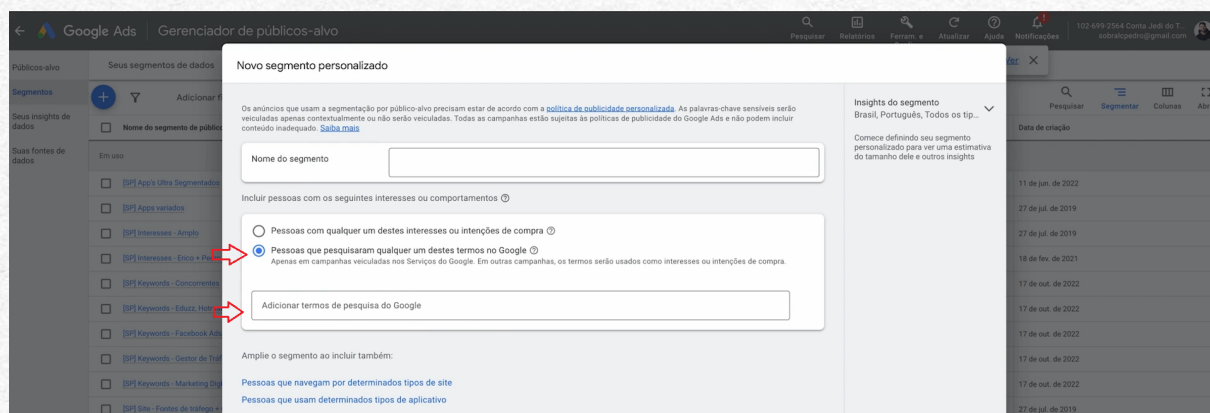 Google Ads
Gerenciador de públicos-alvo
Pesquisar
Relatórios
Ferram. e
Atualizar
Ajuda
Notificações
102-699-2564 Conta Jedi do T...
sobralcpedro@gmail.com
Públicos-alvo
Seus segmentos de dados
Novo segmento personalizado
Segmentos
Adicionar
Pesquisar
Segmentar
Colunas
Seus insights de
dados
Nome do segmento de público
Data de criação
Suas fontes de
dados
Em uso
Os anúncios que usam a segmentação por público-alvo precisam estar de acordo com a política de publicidade personalizada. As palavras-chave sensíveis serão
veiculadas apenas contextualmente ou não serão veiculadas. Todas as campanhas estão sujeitas às políticas de publicidade do Google Ads e não podem incluir
conteúdo inadequado. Saiba mais
Insights do segmento
Brasil, Português, Todos os tip...
Comece definindo seu segmento
personalizado para ver uma estimativa
do tamanho dele e outros insights
Nome do segmento
[SP] App's Ultra Segmentados
11 de jun. de 2022
Incluir pessoas com os seguintes interesses ou comportamentos
[SP] Apps variados
27 de jul. de 2019
Pessoas com qualquer um destes interesses ou intenções de compra
[SP] Interesses - Amplo
27 de jul. de 2019
Pessoas que pesquisaram qualquer um destes termos no Google
Apenas em campanhas veiculadas nos Serviços do Google. Em outras campanhas, os termos serão usados como interesses ou intenções de compra.
[SP] Interesses - Erico +
18 de fev. de 2021
[SP] Keywords - Concorrentes
17 de out. de 2022
Adicionar termos de pesquisa do Google
[SP] Keywords - Eduzz,
17 de out. de 2022
[SP] Keywords - Facebook Ads
17 de out. de 2022
Amplie o segmento ao incluir também:
[SP] Keywords - Gestor de
17 de out. de 2022
Pessoas que navegam por determinados tipos de site
[SP] Keywords - Marketing
17 de out. de 2022
Pessoas que usam determinados tipos de aplicativo
[SP] Site - Fontes de tráfego +
27 de jul. de 2019